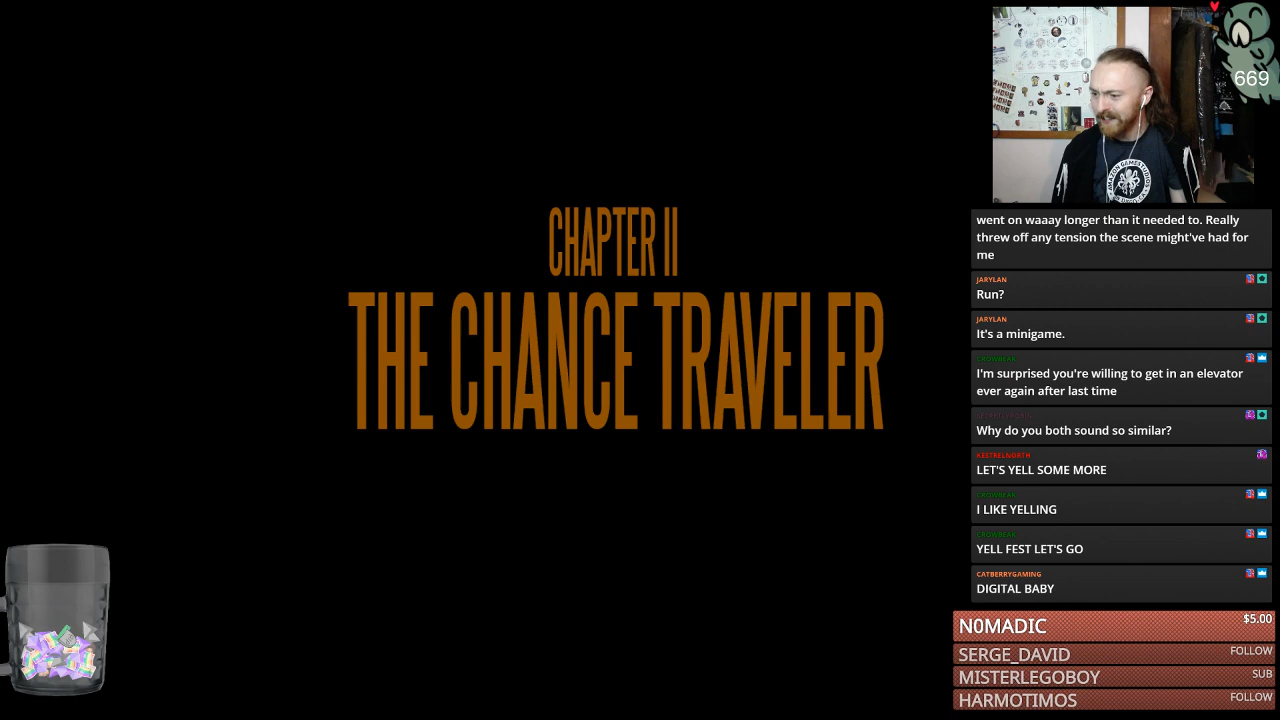 CHAPTER II
THE CHANCE TRAVELER
669
went on waaay longer than it needed to. Really
threw off any tension the scene might've had for
me
JARYLAN
Run?
JARYLAN
It's a minigame.
CROWBEAK
I'm surprised you're willing to get in an elevator
ever again after last time
Why do you both sound so similar?
KESTRELNORTH
LET'S YELL SOME MORE
CROWBEAK
I LIKE YELLING
CROWBEAK
YELL FEST LET'S GO
CATBERRYGAMING
DIGITAL BABY
N0MADIC $5.00
SERGE_DAVID FOLLOW
MISTERLEGOBOY SUB
HARMOTIMOS FOLLOW